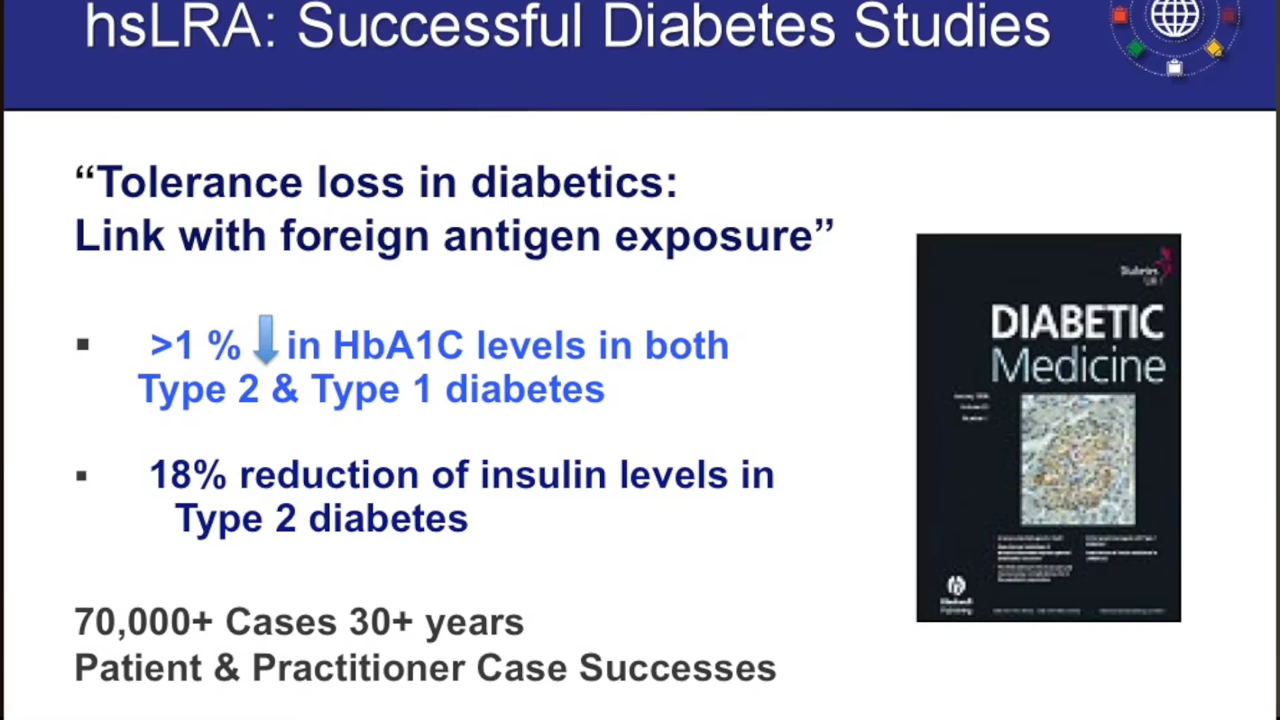 hsLRA: Successful Diabetes Studies
“Tolerance loss in diabetics:
Link with foreign antigen exposure”
▪ >1 % in HbA1C levels in both
Type 2 & Type 1 diabetes
▪ 18% reduction of insulin levels in
Type 2 diabetes
70,000+ Cases 30+ years
Patient & Practitioner Case Successes
Diabetes
DIABETIC
Medicine